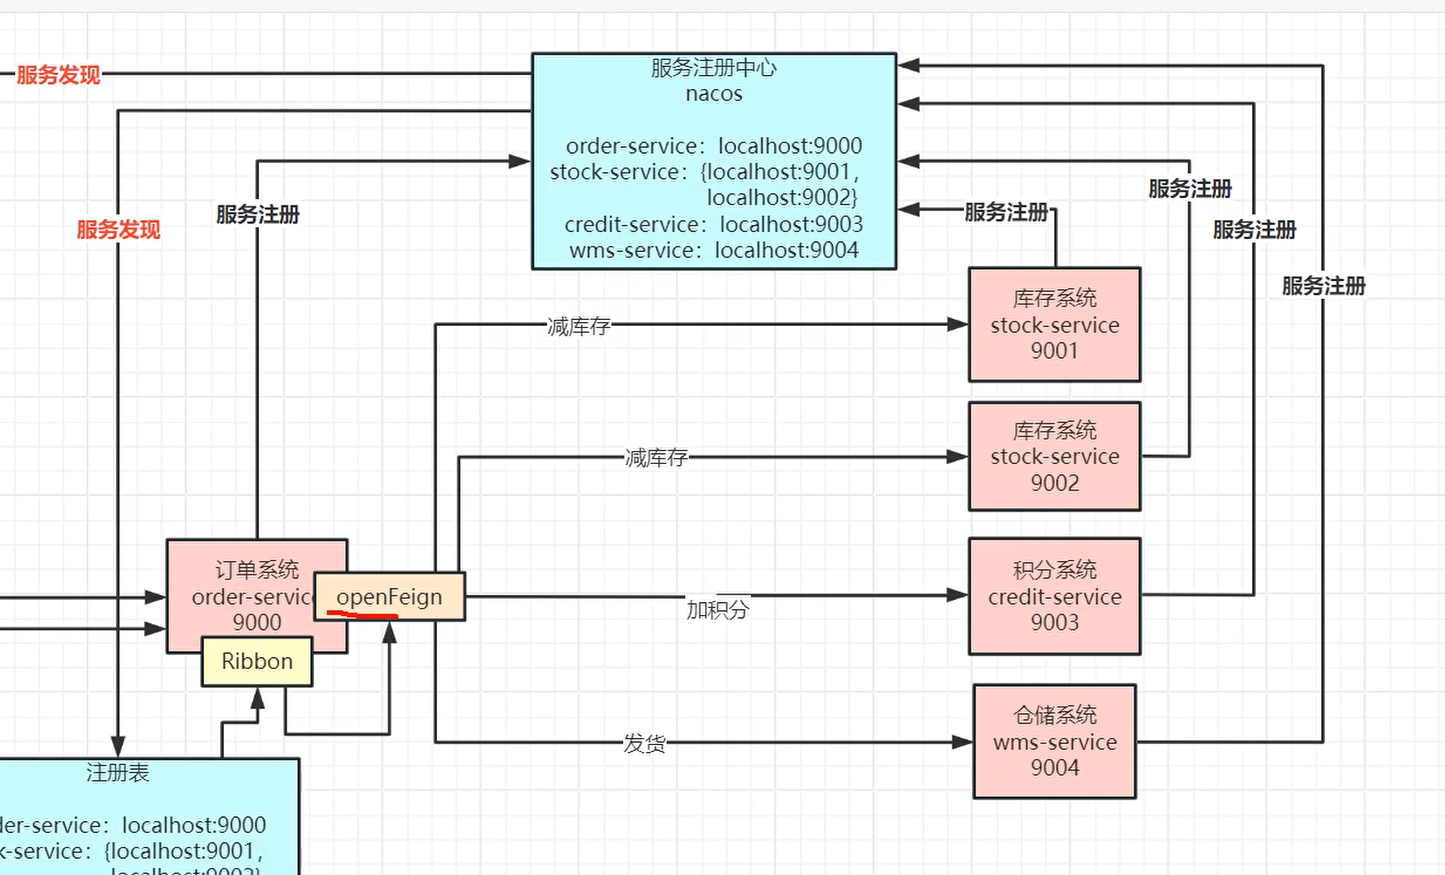 服务发现
服务注册中心
nacos
order-service：localhost:9000
stock-service：{localhost:9001，
localhost:9002}
credit-service：localhost:9003
wms-service：localhost:9004
服务注册
服务发现
服务注册
服务注册
服务注册
服务注册
库存系统
stock-service
9001
减库存
库存系统
stock-service
9002
减库存
订单系统
order-servic
9000
openFeign
Ribbon
加积分
积分系统
credit-service
9003
发货
仓储系统
wms-service
9004
注册表
der-service：localhost:9000
k-service：{localhost:9001，
localhost:9002}